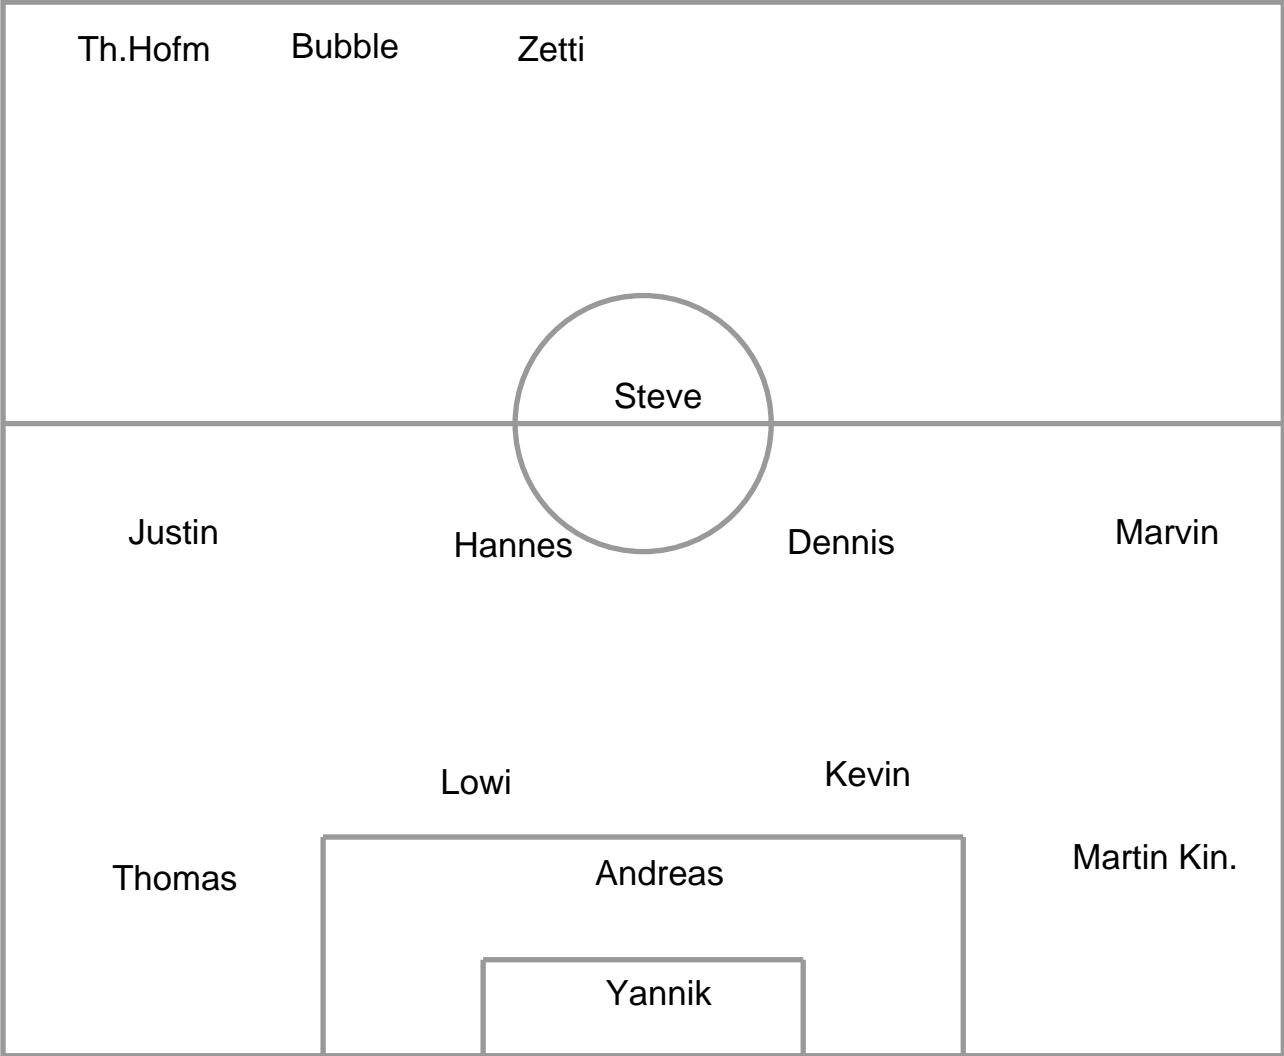 Th.Hofm Bubble Zetti
Steve
Justin Hannes Dennis Marvin
Lowi Kevin
Thomas Andreas Martin Kin.
Yannik